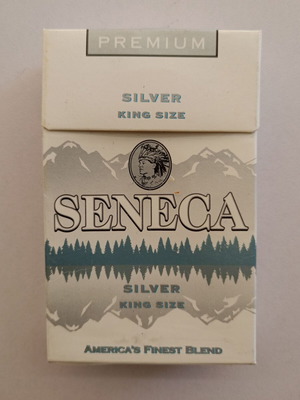 PREMIUM
SILVER
KING SIZE
SENECA
SILVER
KING SIZE
AMERICA'S FINEST BLEND